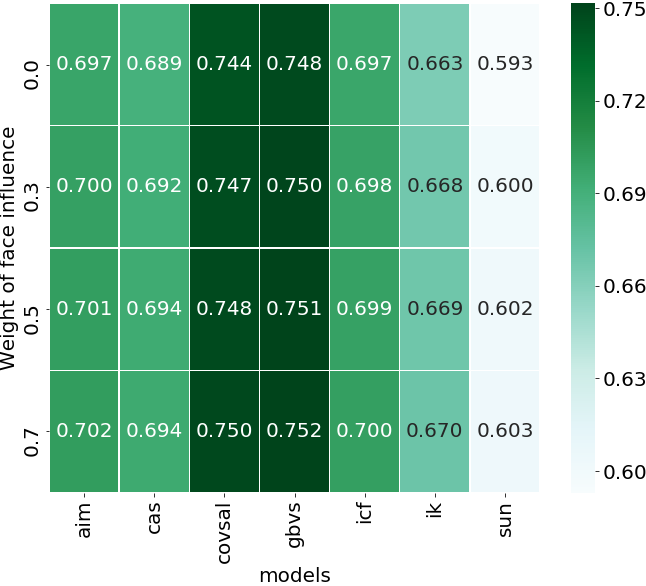 Weight of face influence
0.0 0.697 0.689 0.744 0.748 0.697 0.663 0.593
0.3 0.700 0.692 0.747 0.750 0.698 0.668 0.600
0.5 0.701 0.694 0.748 0.751 0.699 0.669 0.602
0.7 0.702 0.694 0.750 0.752 0.700 0.670 0.603
aim cas covsal gbvs icf ik sun
models
0.75
0.72
0.69
0.66
0.63
0.60